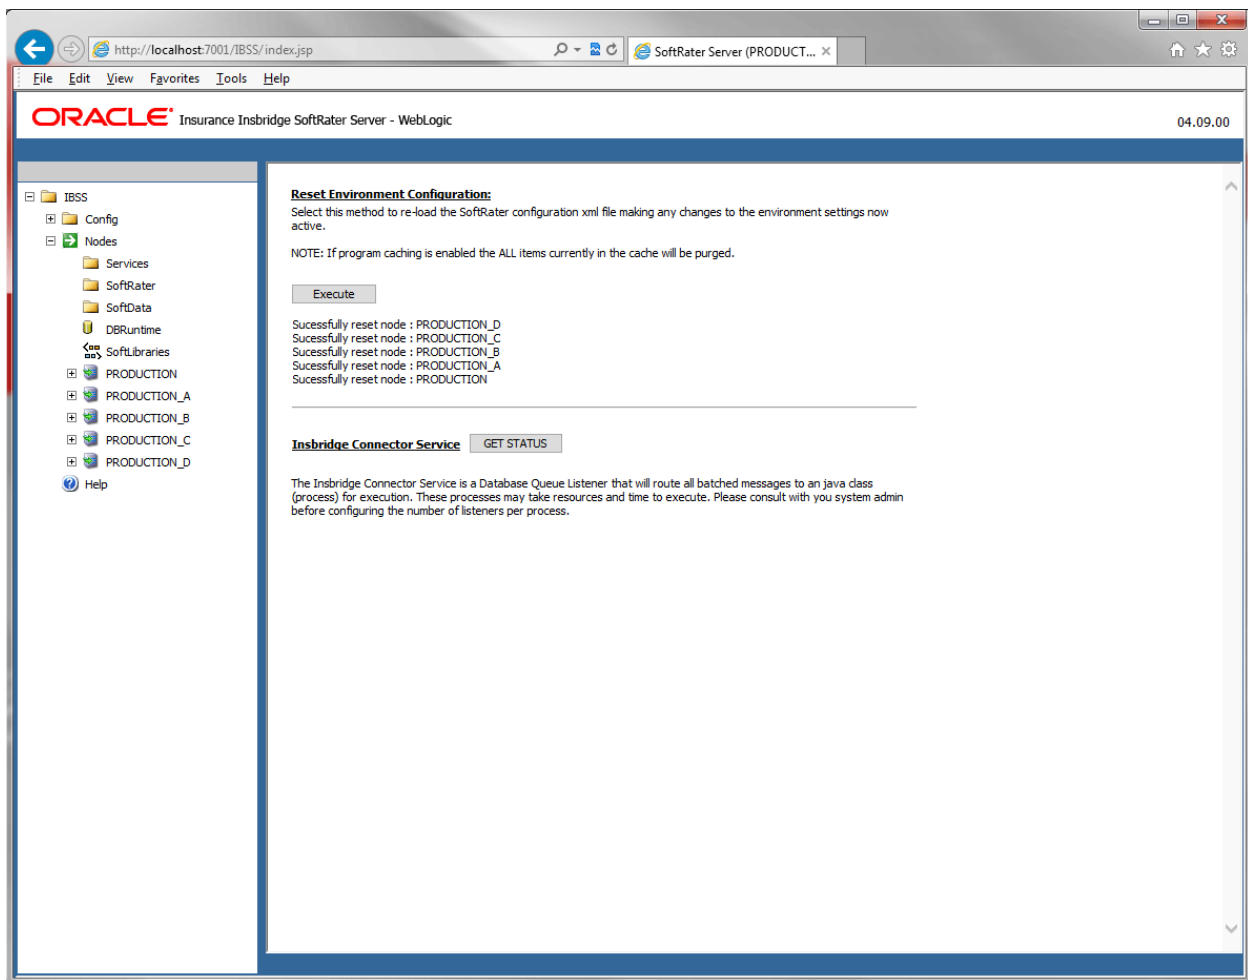 http://localhost:7001/IBSS/index.jsp
SoftRater Server (PRODUCT...
File Edit View Favorites Tools Help
ORACLE Insurance Insbridge SoftRater Server - WebLogic
04.09.00
IBSS
Config
Nodes
Services
SoftRater
SoftData
DBRuntime
SoftLibraries
PRODUCTION
PRODUCTION_A
PRODUCTION_B
PRODUCTION_C
PRODUCTION_D
Help
Reset Environment Configuration:
Select this method to re-load the SoftRater configuration xml file making any changes to the environment settings now
active.
NOTE: If program caching is enabled the ALL items currently in the cache will be purged.
Execute
Sucessfully reset node : PRODUCTION_D
Sucessfully reset node : PRODUCTION_C
Sucessfully reset node : PRODUCTION_B
Sucessfully reset node : PRODUCTION_A
Sucessfully reset node : PRODUCTION
Insbridge Connector Service GET STATUS
The Insbridge Connector Service is a Database Queue Listener that will route all batched messages to an java class
(process) for execution. These processes may take resources and time to execute. Please consult with you system admin
before configuring the number of listeners per process.